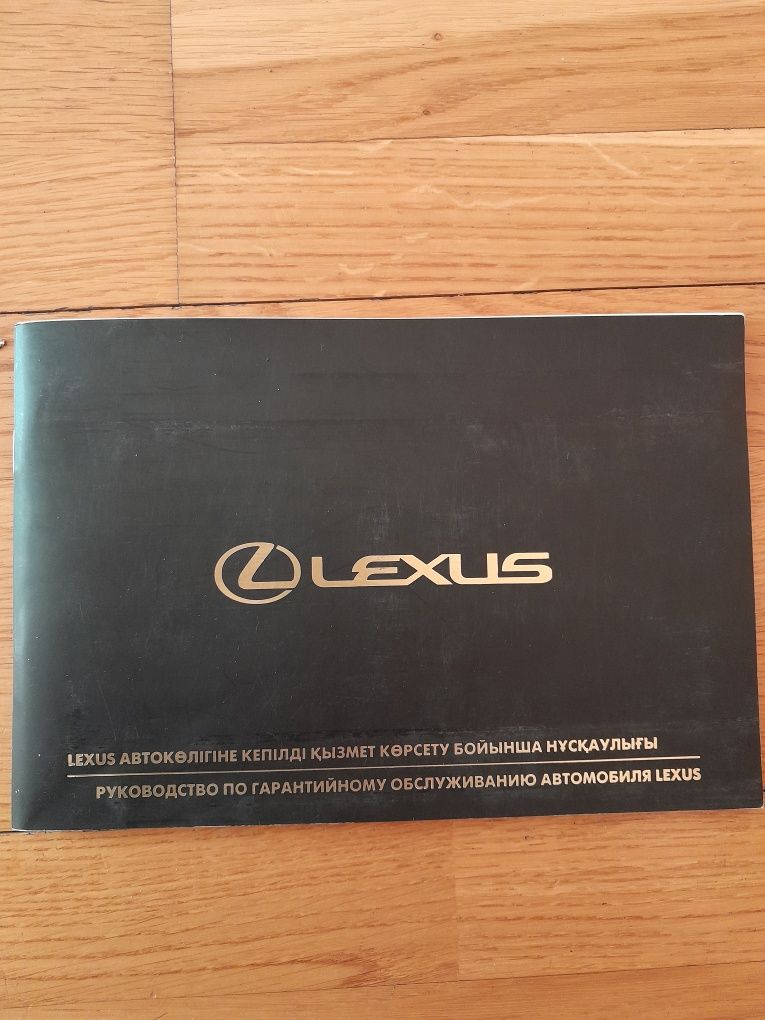 LEXUS
LEXUS АВТОКӨЛІГІНЕ КЕПІЛДІ ҚЫЗМЕТ КӨРСЕТУ БОЙЫНША НҰСҚАУЛЫҒЫ
РУКОВОДСТВО ПО ГАРАНТИЙНОМУ ОБСЛУЖИВАНИЮ АВТОМОБИЛЯ LEXUS